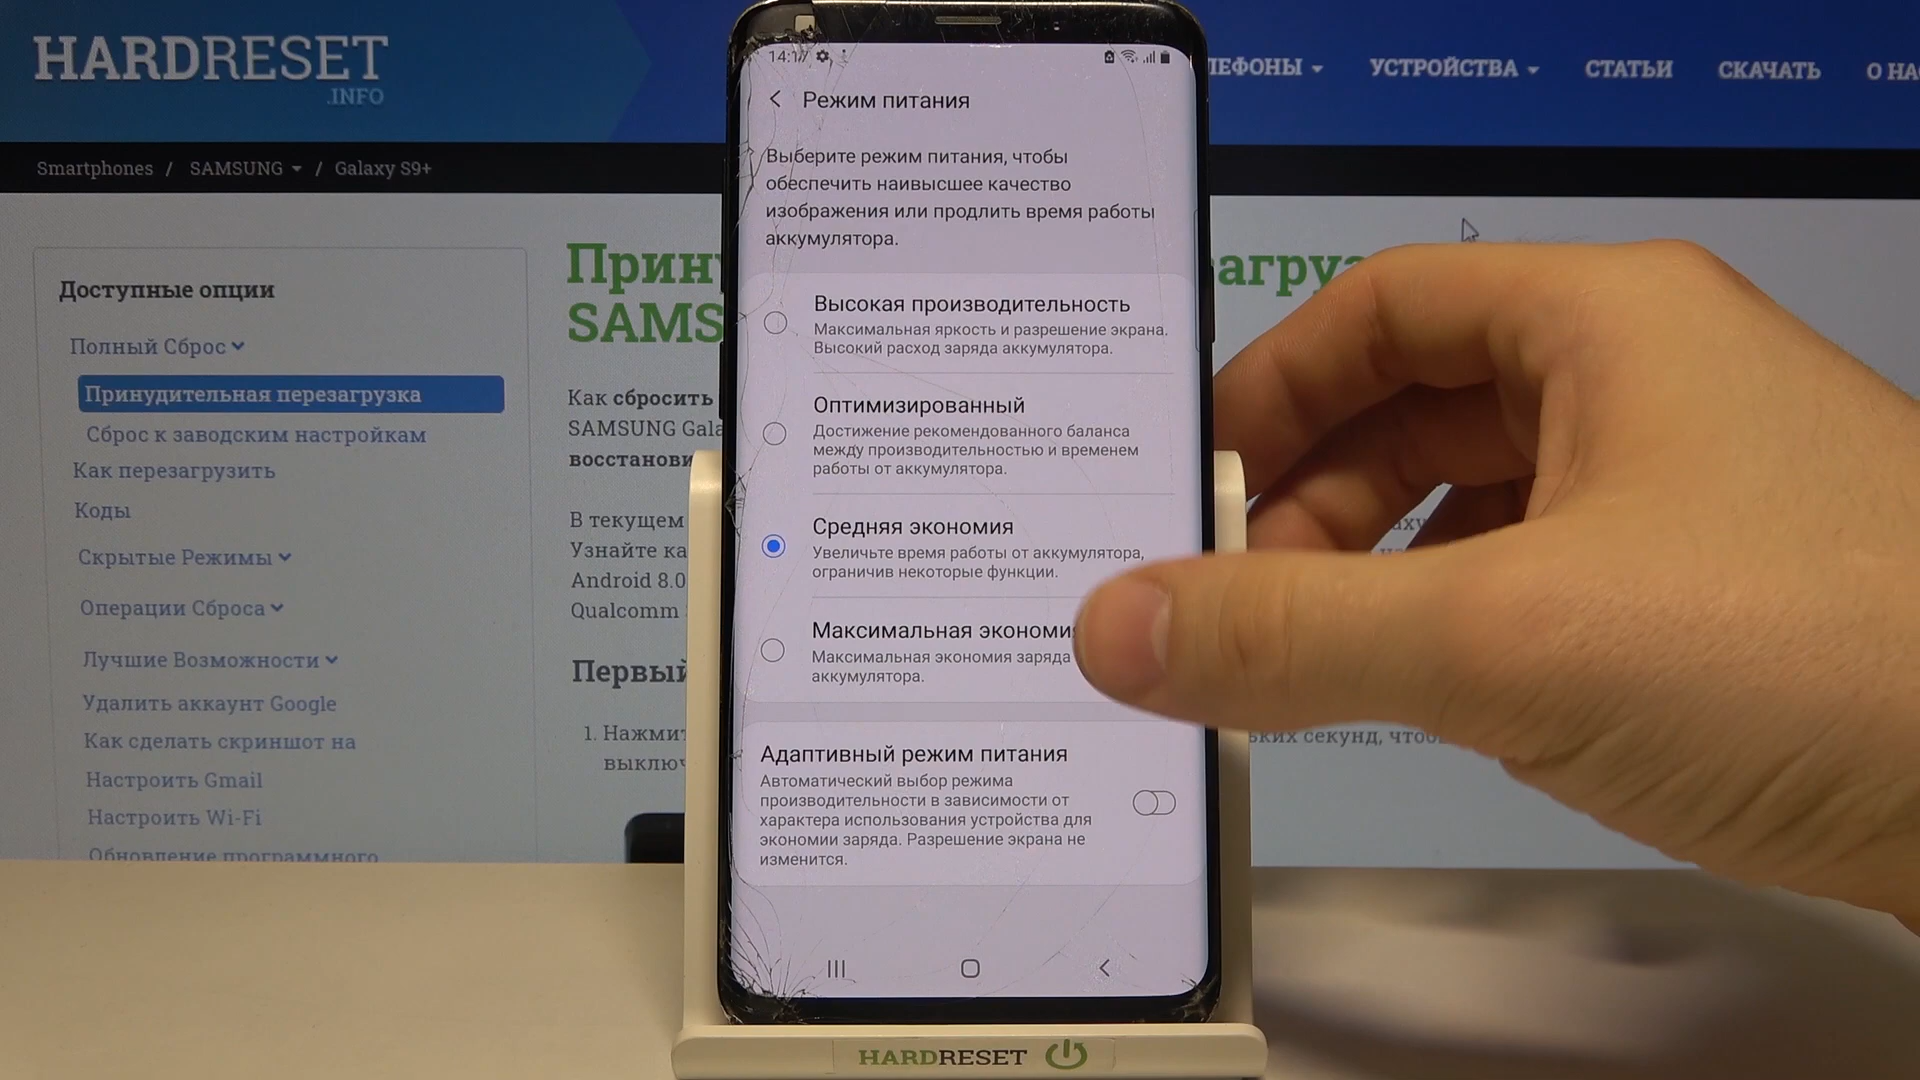 HARDRESET
.INFO
УСТРОЙСТВА
СТАТЬИ
СКАЧАТЬ
Smartphones / SAMSUNG / Galaxy S9+
Доступные опции
Полный Сброс
Принудительная перезагрузка
Сброс к заводским настройкам
Как перезагрузить
Коды
Скрытые Режимы
Операции Сброса
Лучшие Возможности
Удалить аккаунт Google
Как сделать скриншот на
Настроить Gmail
Настроить Wi-Fi
Обновление программного
SAMS
Как сбросить
SAMSUNG Gala
В текущем
Узнайте ка
Android 8.0
Qualcomm
Первый
1. Нажмит
выключ
14:17
Режим питания
Выберите режим питания, чтобы
обеспечить наивысшее качество
изображения или продлить время работы
аккумулятора.
Высокая производительность
Максимальная яркость и разрешение экрана.
Высокий расход заряда аккумулятора.
Оптимизированный
Достижение рекомендованного баланса
между производительностью и временем
работы от аккумулятора.
Средняя экономия
Увеличьте время работы от аккумулятора,
ограничив некоторые функции.
Максимальная экономи
Максимальная экономия заряда
аккумулятора.
Адаптивный режим питания
Автоматический выбор режима
производительности в зависимости от
характера использования устройства для
экономии заряда. Разрешение экрана не
изменится.
HARDRESET